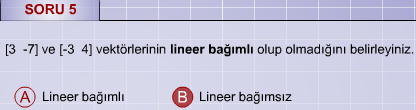 SORU 5
[3 -7] ve [-3 4] vektörlerinin lineer bağımlı olup olmadığını belirleyiniz.
A Lineer bağımlı B Lineer bağımsız